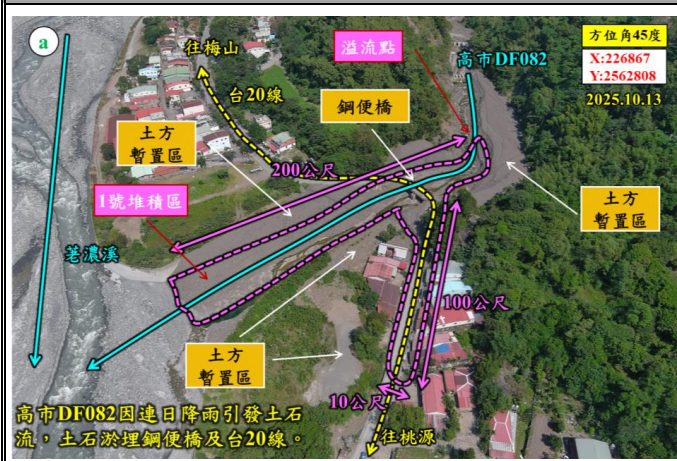 a
往梅山
溢流點
高市DF082
方位角45度
X:226867
Y:2562808
2025.10.13
台20線
鋼便橋
土方
暫置區
200公尺
1號堆積區
土方
暫置區
荖濃溪
100公尺
土方
暫置區
10公尺
高市DF082因連日降雨引發土石
流，土石淤埋鋼便橋及台20線。
往桃源